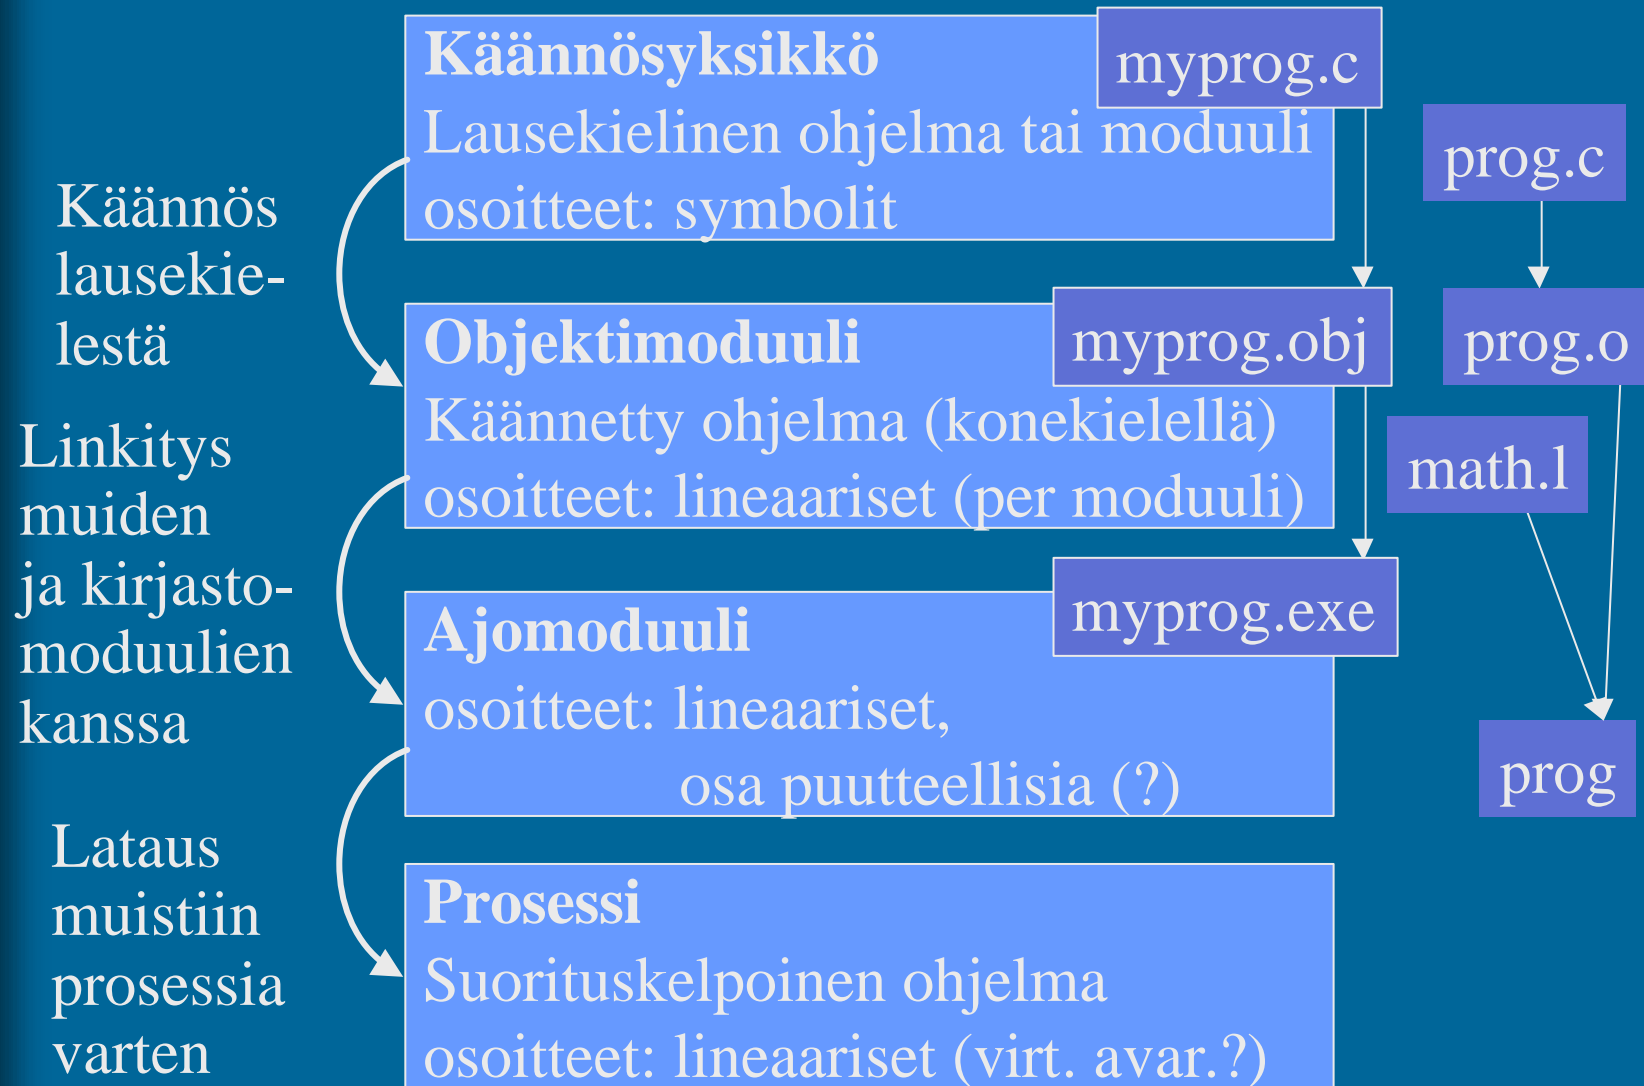 Käännösyksikkö
myprog.c
Lausekielinen ohjelma tai moduuli
osoitteet: symbolit
prog.c
Käännös
lausekie-
lestä
Objektimoduuli
myprog.obj
prog.o
Käännetty ohjelma (konekielellä)
osoitteet: lineaariset (per moduuli)
math.l
Linkitys
muiden
ja kirjasto-
moduulien
kanssa
Ajomoduuli
myprog.exe
osoitteet: lineaariset,
osa puutteellisia (?)
prog
Lataus
muistiin
prosessia
varten
Prosessi
Suorituskelpoinen ohjelma
osoitteet: lineaariset (virt. avar.?)